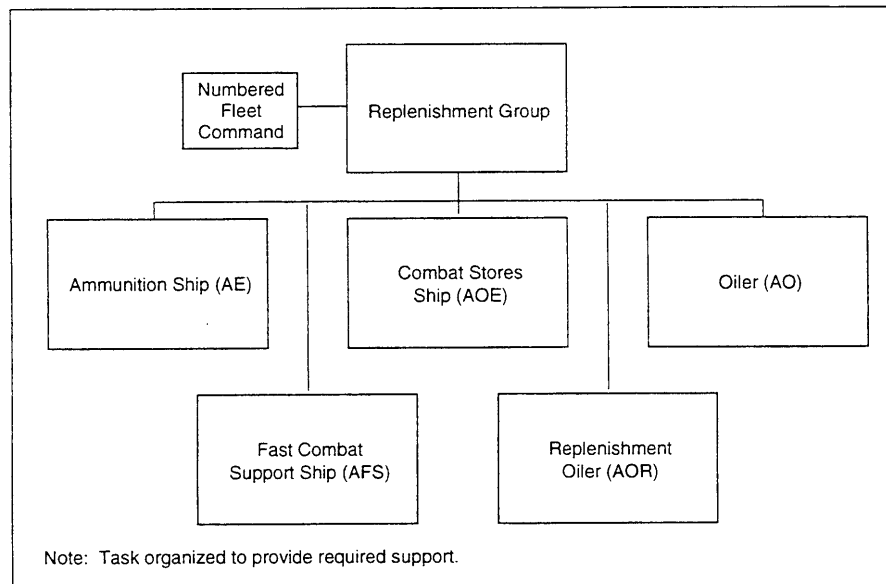 Numbered
Fleet
Command
Replenishment Group
Ammunition Ship (AE)
Combat Stores
Ship (AOE)
Oiler (AO)
Fast Combat
Support Ship (AFS)
Replenishment
Oiler (AOR)
Note: Task organized to provide required support.